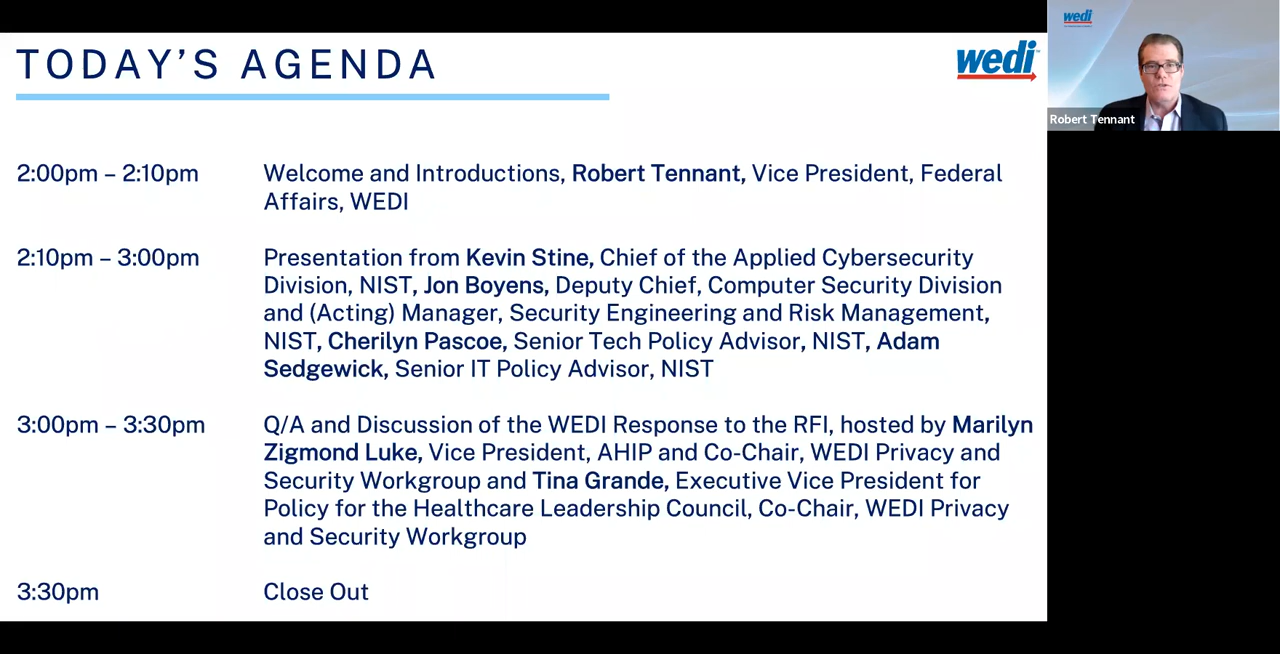 TODAY'S AGENDA
wedi
wedi
Robert Tennant
2:00pm – 2:10pm
Welcome and Introductions, Robert Tennant, Vice President, Federal
Affairs, WEDI
2:10pm – 3:00pm
Presentation from Kevin Stine, Chief of the Applied Cybersecurity
Division, NIST, Jon Boyens, Deputy Chief, Computer Security Division
and (Acting) Manager, Security Engineering and Risk Management,
NIST, Cherilyn Pascoe, Senior Tech Policy Advisor, NIST, Adam
Sedgewick, Senior IT Policy Advisor, NIST
3:00pm – 3:30pm
Q/A and Discussion of the WEDI Response to the RFI, hosted by Marilyn
Zigmond Luke, Vice President, AHIP and Co-Chair, WEDI Privacy and
Security Workgroup and Tina Grande, Executive Vice President for
Policy for the Healthcare Leadership Council, Co-Chair, WEDI Privacy
and Security Workgroup
3:30pm
Close Out